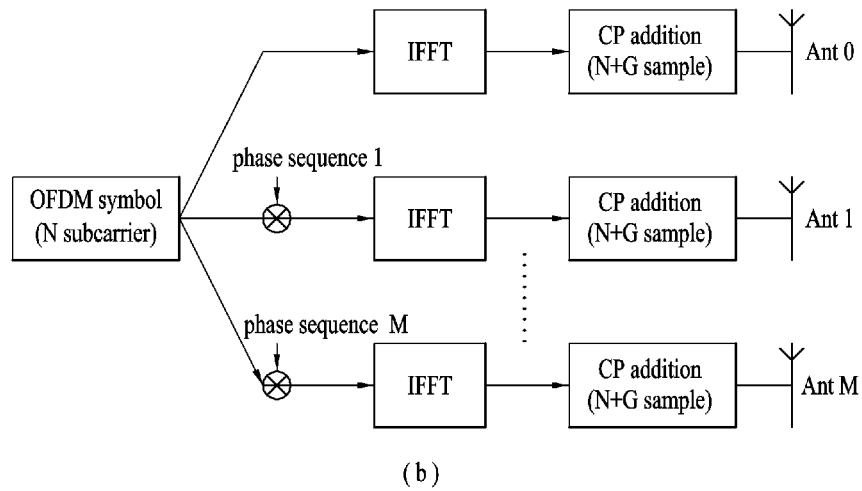 IFFT
CP addition
(N+G sample)
Ant 0
phase sequence 1
OFDM symbol
(N subcarrier)
IFFT
CP addition
(N+G sample)
Ant 1
phase sequence M
IFFT
CP addition
(N+G sample)
Ant M
(b)